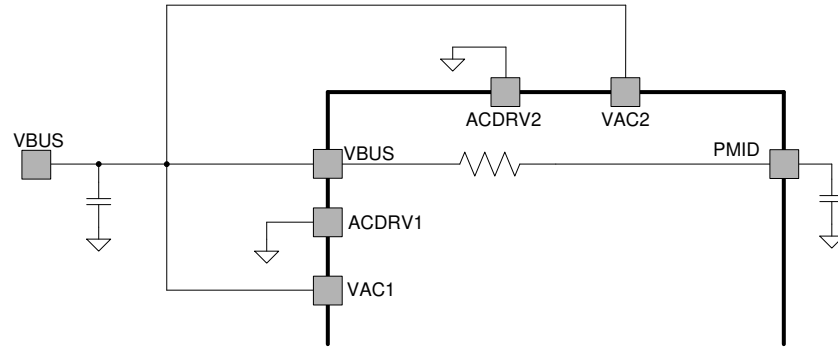 ACDRV2
VAC2
VBUS
VBUS
PMID
ACDRV1
VAC1